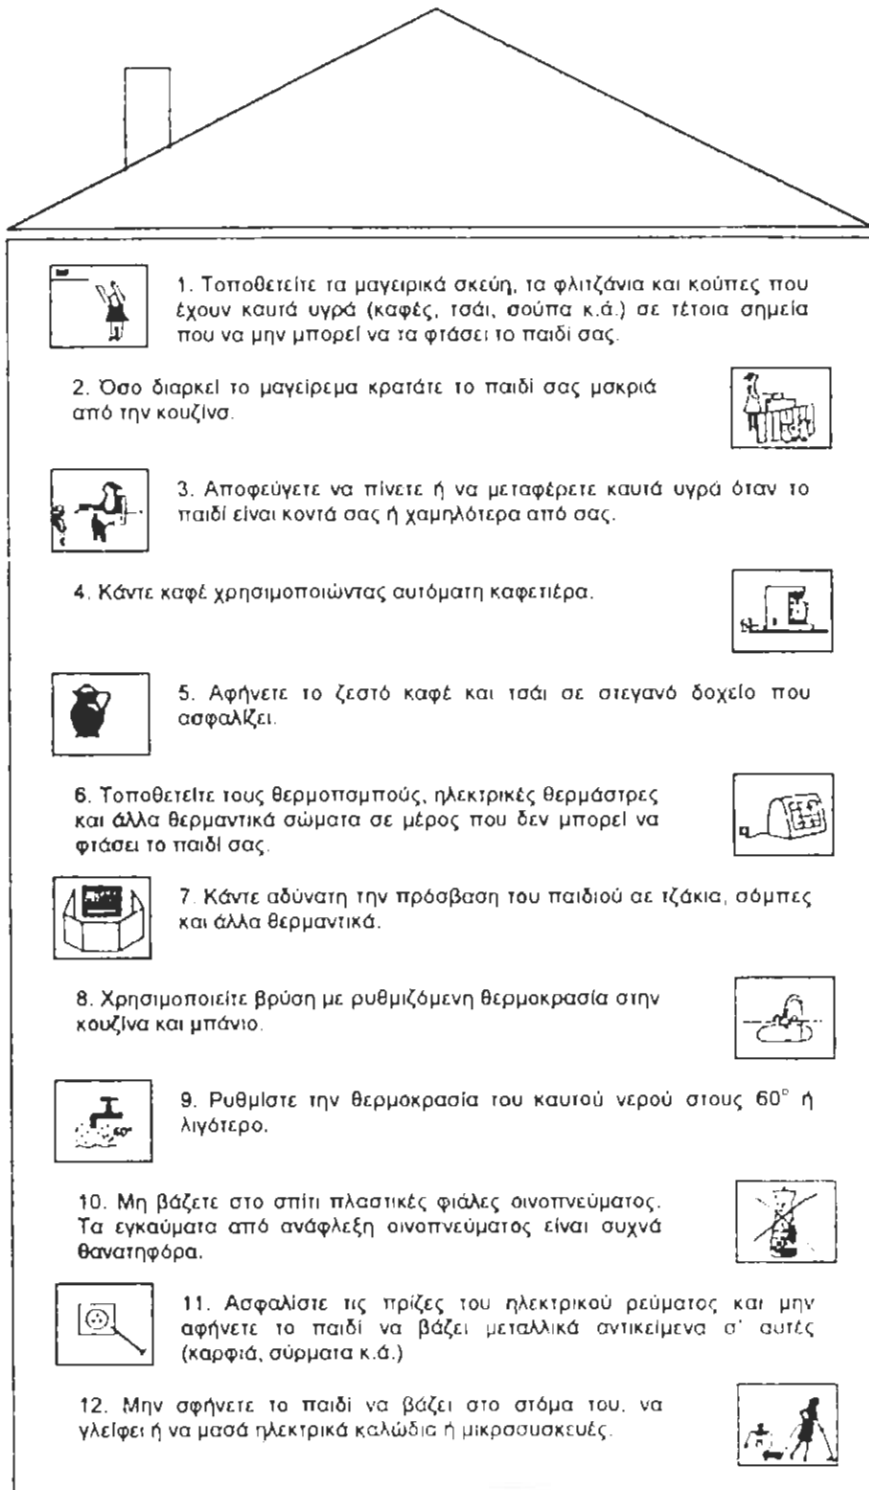 1. Τοποθετείτε τα μαγειρικά σκεύη, τα φλιτζάνια και κούπες που
έχουν καυτά υγρά (καφές, τσάι, σούπα κ.ά.) σε τέτοια σημεία
που να μην μπορεί να τα φτάσει το παιδί σας.
2. Όσο διαρκεί το μαγείρεμα κρατάτε το παιδί σας μσκριά
από την κουζίνσ.
3. Αποφεύγετε να πίνετε ή να μεταφέρετε καυτά υγρά όταν το
παιδί είναι κοντά σας ή χαμηλότερα από σας.
4. Κάντε καφέ χρησιμοποιώντας αυτόματη καφετιέρα.
5. Αφήνετε το ζεστό καφέ και τσάι σε στεγανό δοχείο που
ασφαλίζει.
6. Τοποθετείτε τους θερμοπσμπούς, ηλεκτρικές θερμάστρες
και άλλα θερμαντικά σώματα σε μέρος που δεν μπορεί να
φτάσει το παιδί σας.
7. Κάντε αδύνατη την πρόσβαση του παιδιού αε τζάκια, σόμπες
και άλλα θερμαντικά.
8. Χρησιμοποιείτε βρύση με ρυθμιζόμενη θερμοκρασία στην
κουζίνα και μπάνιο.
9. Ρυθμίστε την θερμοκρασία του καυτού νερού στους 60° ή
λιγότερο.
60°
10. Μη βάζετε στο σπίτι πλαστικές φιάλες οινοπνεύματος.
Τα εγκαύματα από ανάφλεξη οινοπνεύματος είναι συχνά
θανατηφόρα.
11. Ασφαλίστε τις πρίζες του ηλεκτρικού ρεύματος και μην
αφήνετε το παιδί να βάζει μεταλλικά αντικείμενα σ' αυτές
(καρφιά, σύρματα κ.ά.)
12. Μην σφήνετε το παιδί να βάζει στο στόμα του, να
γλείφει ή να μασά ηλεκτρικά καλώδια ή μικροσυσκευές.